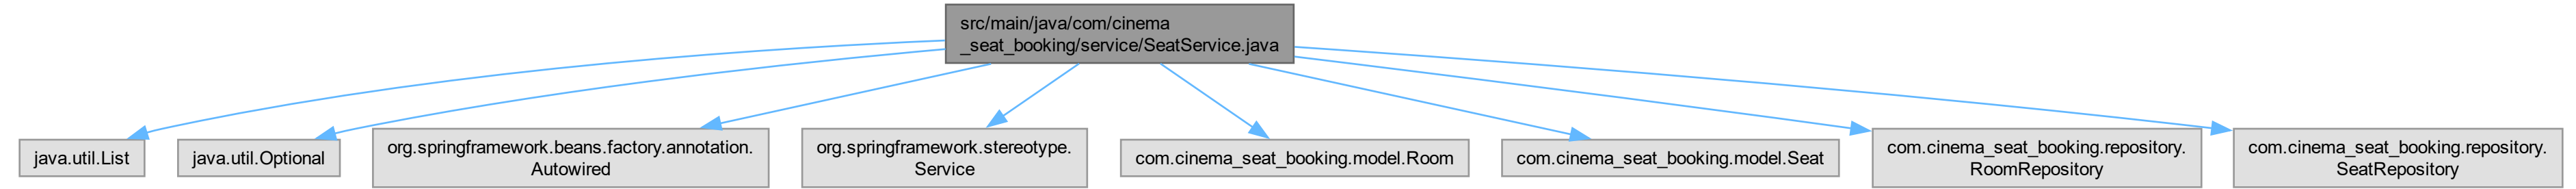 src/main/java/com/cinema
_seat_booking/service/SeatService.java
java.util.List
java.util.Optional
org.springframework.beans.factory.annotation.
Autowired
org.springframework.stereotype.
Service
com.cinema_seat_booking.model.Room
com.cinema_seat_booking.model.Seat
com.cinema_seat_booking.repository.
RoomRepository
com.cinema_seat_booking.repository.
SeatRepository